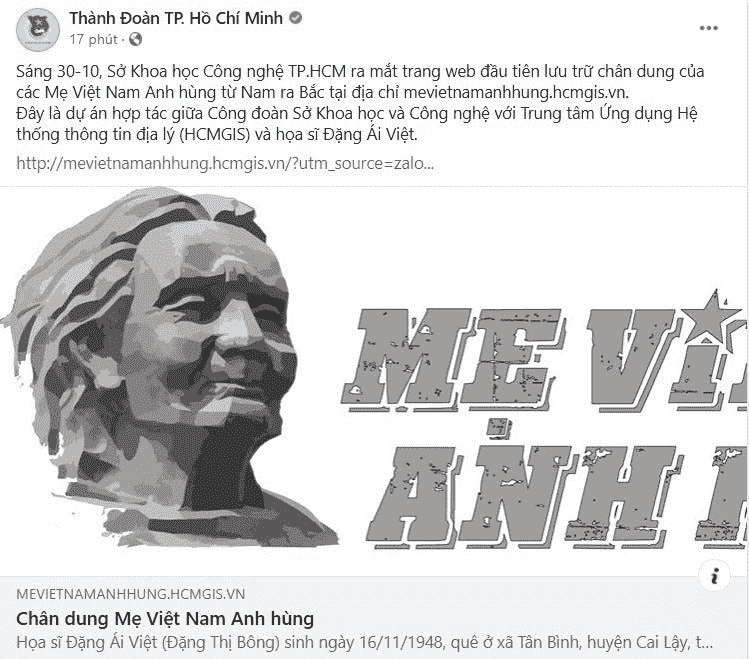 Thành Đoàn TP. Hồ Chí Minh
17 phút ·
Sáng 30-10, Sở Khoa học Công nghệ TP.HCM ra mắt trang web đầu tiên lưu trữ chân dung của
các Mẹ Việt Nam Anh hùng từ Nam ra Bắc tại địa chỉ mevietnamanhhung.hcmgis.vn.
Đây là dự án hợp tác giữa Công đoàn Sở Khoa học và Công nghệ với Trung tâm Ứng dụng Hệ
thống thông tin địa lý (HCMGIS) và họa sĩ Đặng Ái Việt.
http://mevietnamanhhung.hcmgis.vn/?utm_source=zalo...
MẸ VI
ANH H
MEVIETNAMANHHUNG.HCMGIS.VN
Chân dung Mẹ Việt Nam Anh hùng
Họa sĩ Đặng Ái Việt (Đặng Thị Bông) sinh ngày 16/11/1948, quê ở xã Tân Bình, huyện Cai Lậy, t...